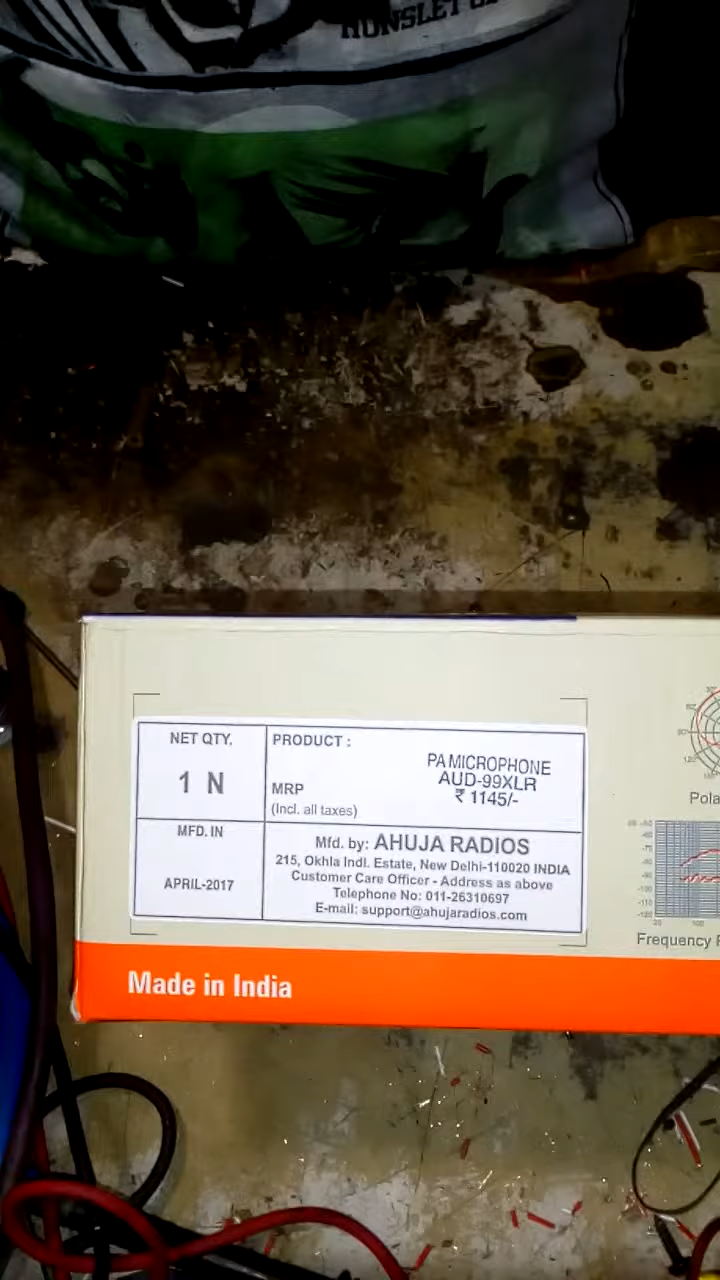 HUNSLET
NET QTY.
1 N
PRODUCT :
PA MICROPHONE
AUD-99XLR
MRP
₹ 1145/-
(Incl. all taxes)
MFD. IN
APRIL-2017
Mfd. by: AHUJA RADIOS
215, Okhla Indl. Estate, New Delhi-110020 INDIA
Customer Care Officer - Address as above
Telephone No: 011-26310697
E-mail: support@ahujaradios.com
Pola
Frequency
Made in India